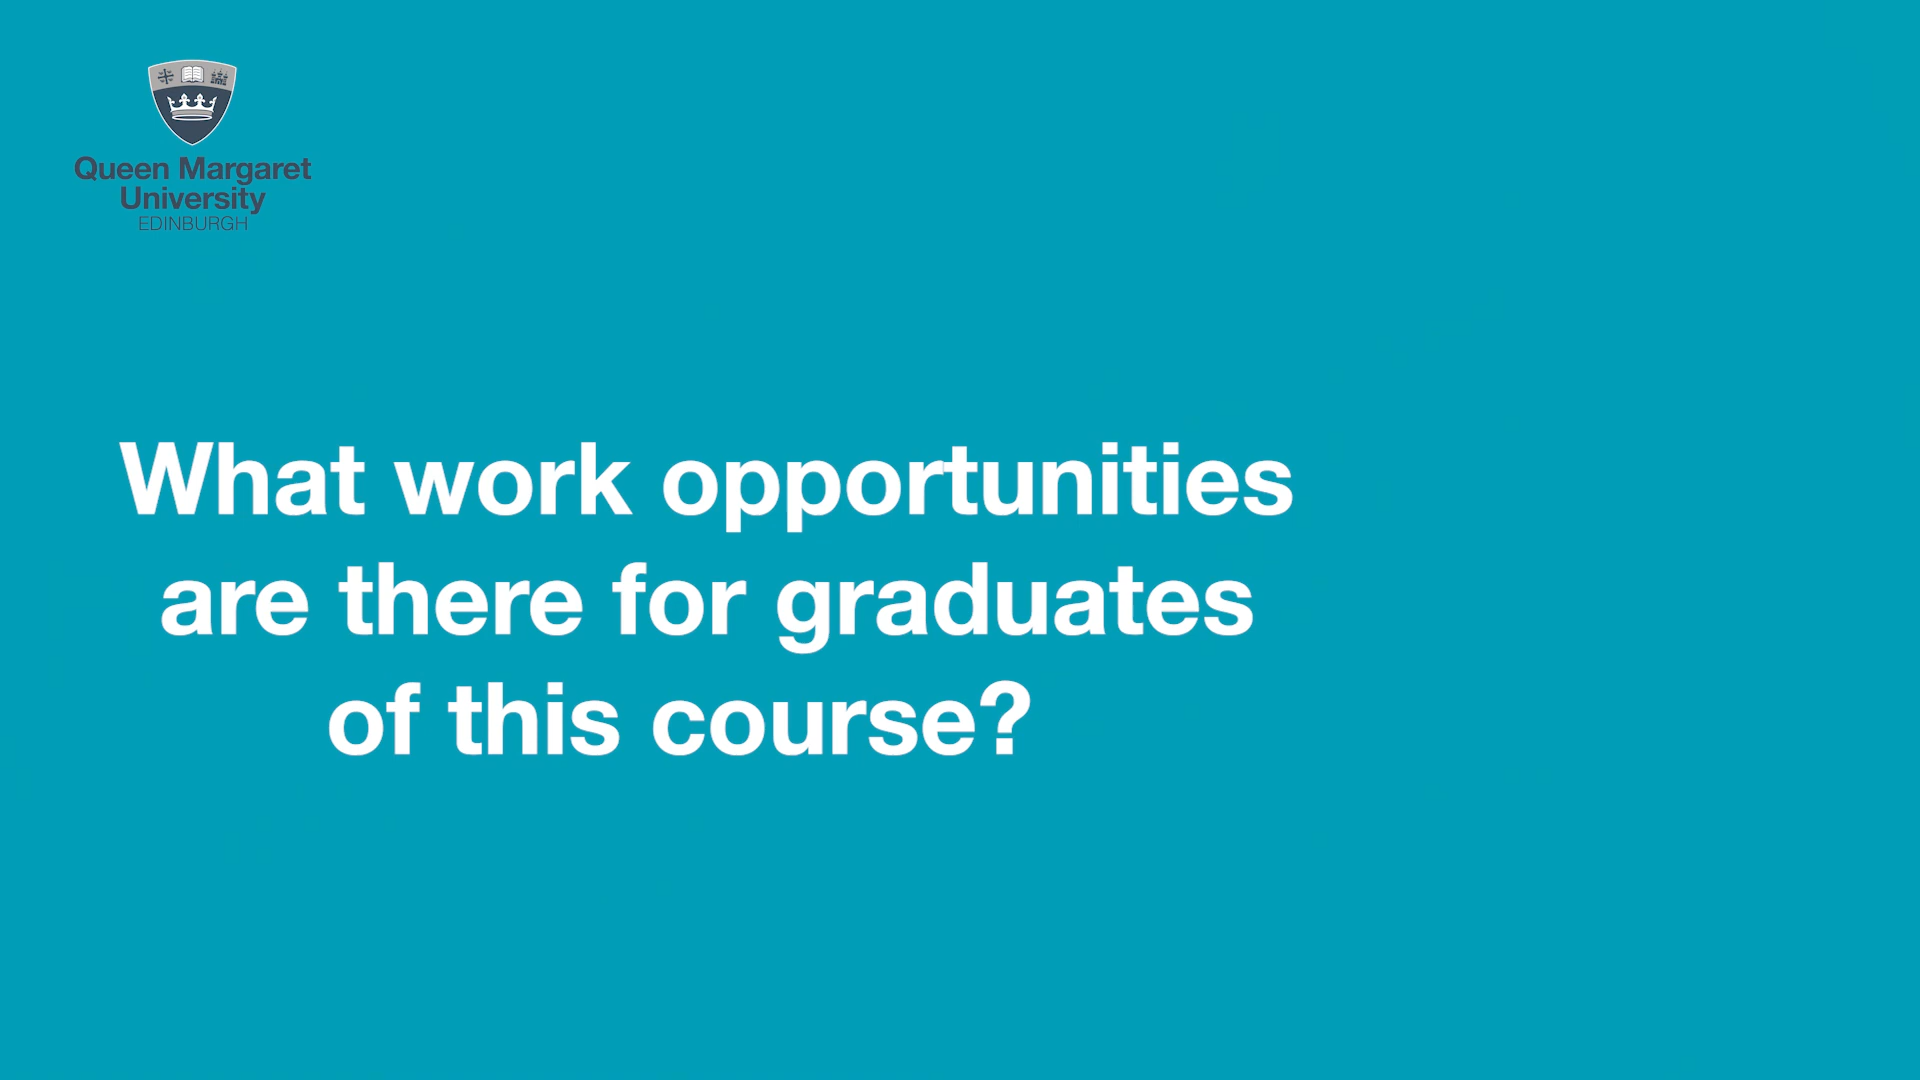 Queen Margaret
University
EDINBURGH
What work opportunities
are there for graduates
of this course?